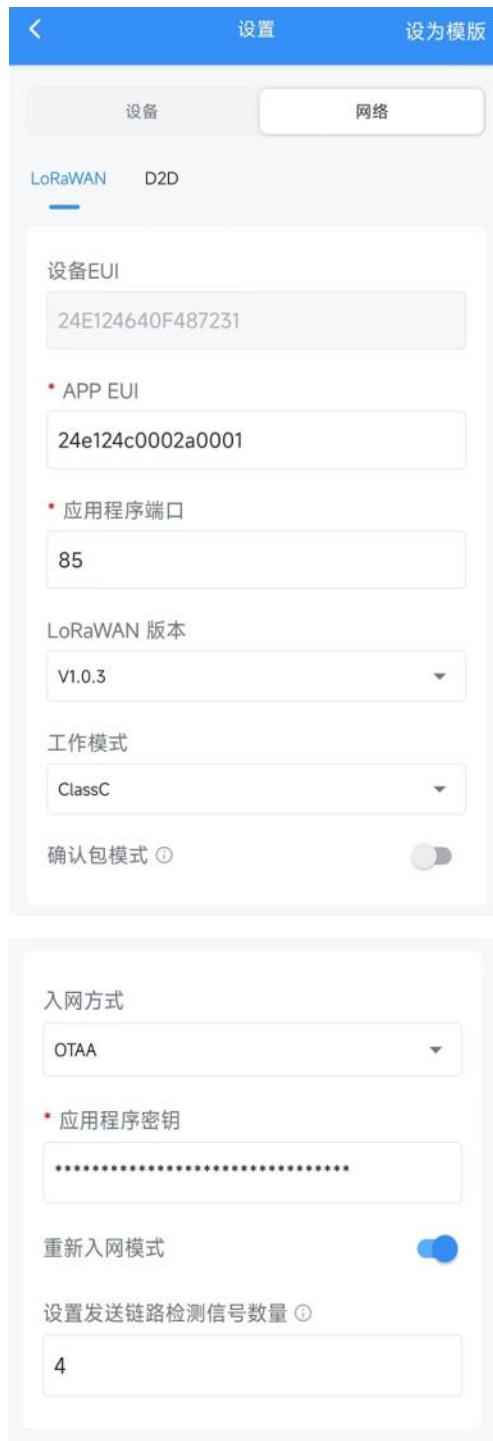 设置
设为模版
设备
网络
LoRaWAN
D2D
设备EUI
24E124640F487231
* APP EUI
24e124c0002a0001
* 应用程序端口
85
LoRaWAN 版本
V1.0.3
工作模式
ClassC
确认包模式
入网方式
OTAA
* 应用程序密钥
********************************
重新入网模式
设置发送链路检测信号数量
4